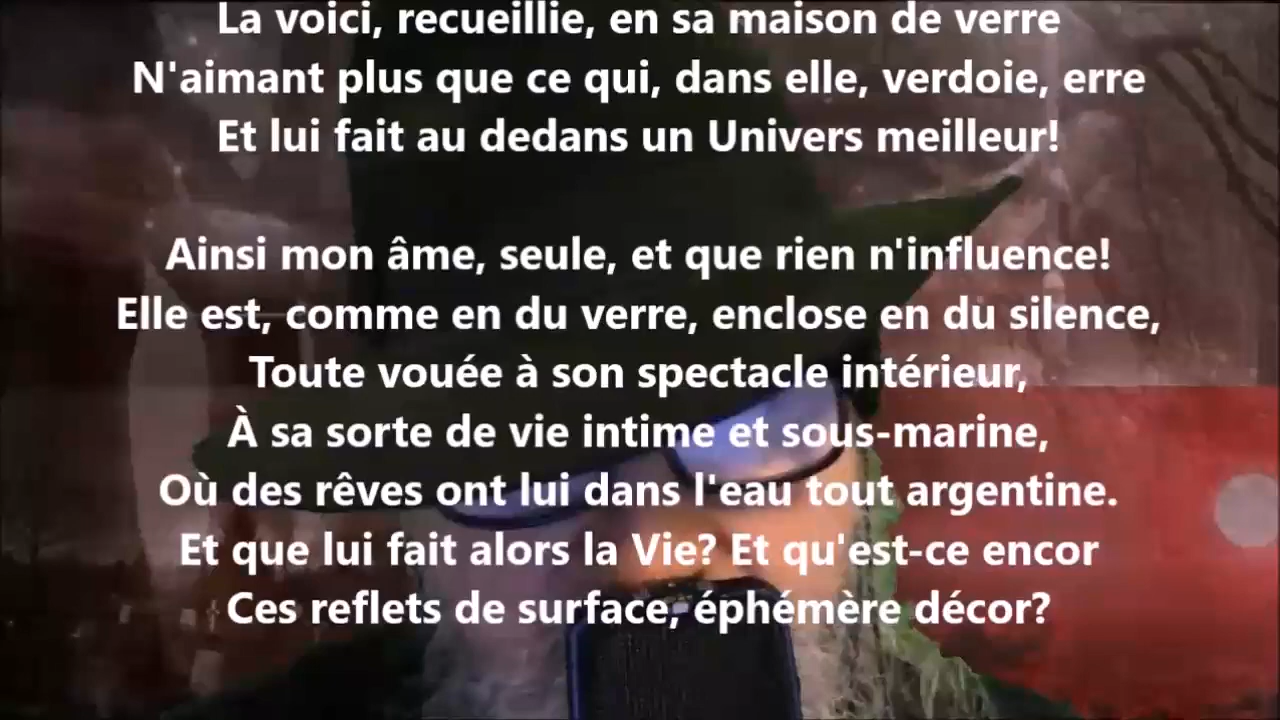 La voici, recueillie, en sa maison de verre
N'aimant plus que ce qui, dans elle, verdoie, erre
Et lui fait au dedans un Univers meilleur!
Ainsi mon âme, seule, et que rien n'influence!
Elle est, comme en du verre, enclose en du silence,
Toute vouée à son spectacle intérieur,
À sa sorte de vie intime et sous-marine,
Où des rêves ont lui dans l'eau tout argentine.
Et que lui fait alors la Vie? Et qu'est-ce encor
Ces reflets de surface, éphémère décor?